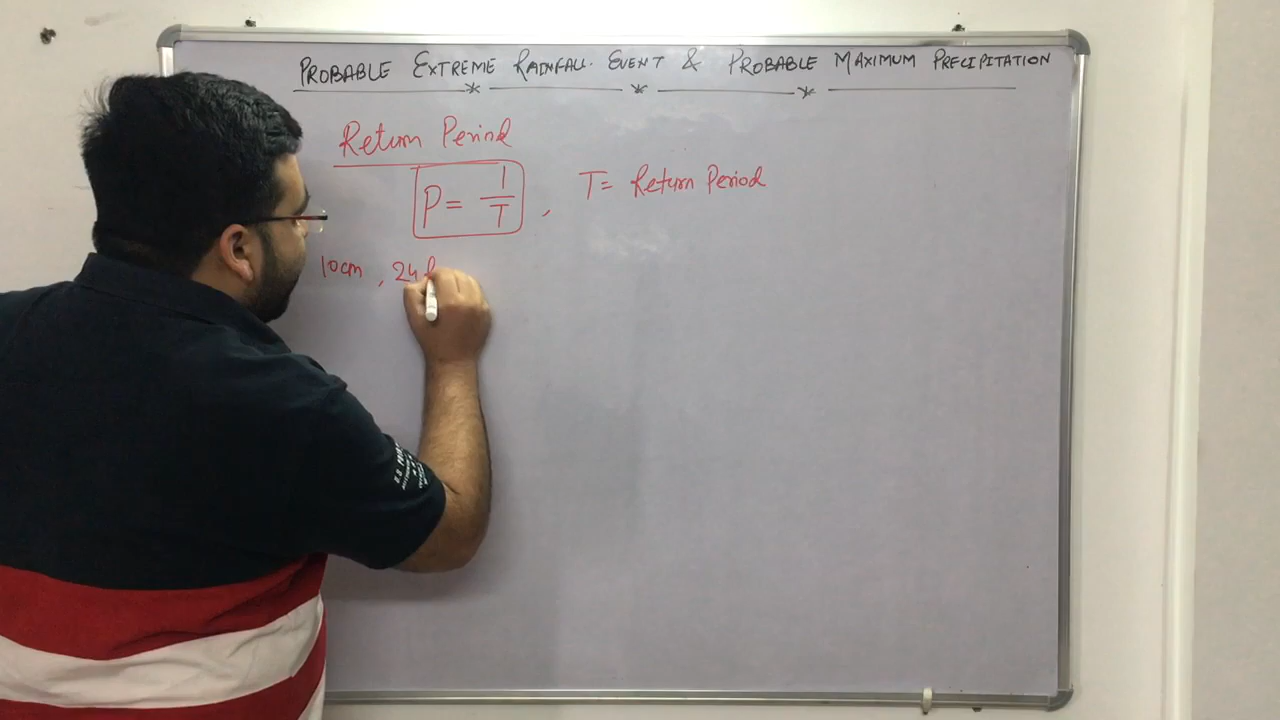 PROBABLE EXTREME RAINFALL EVENT & PROBABLE MAXIMUM PRECIPITATION
Return Period
P = 1/T , T = Return Period
10cm , 24